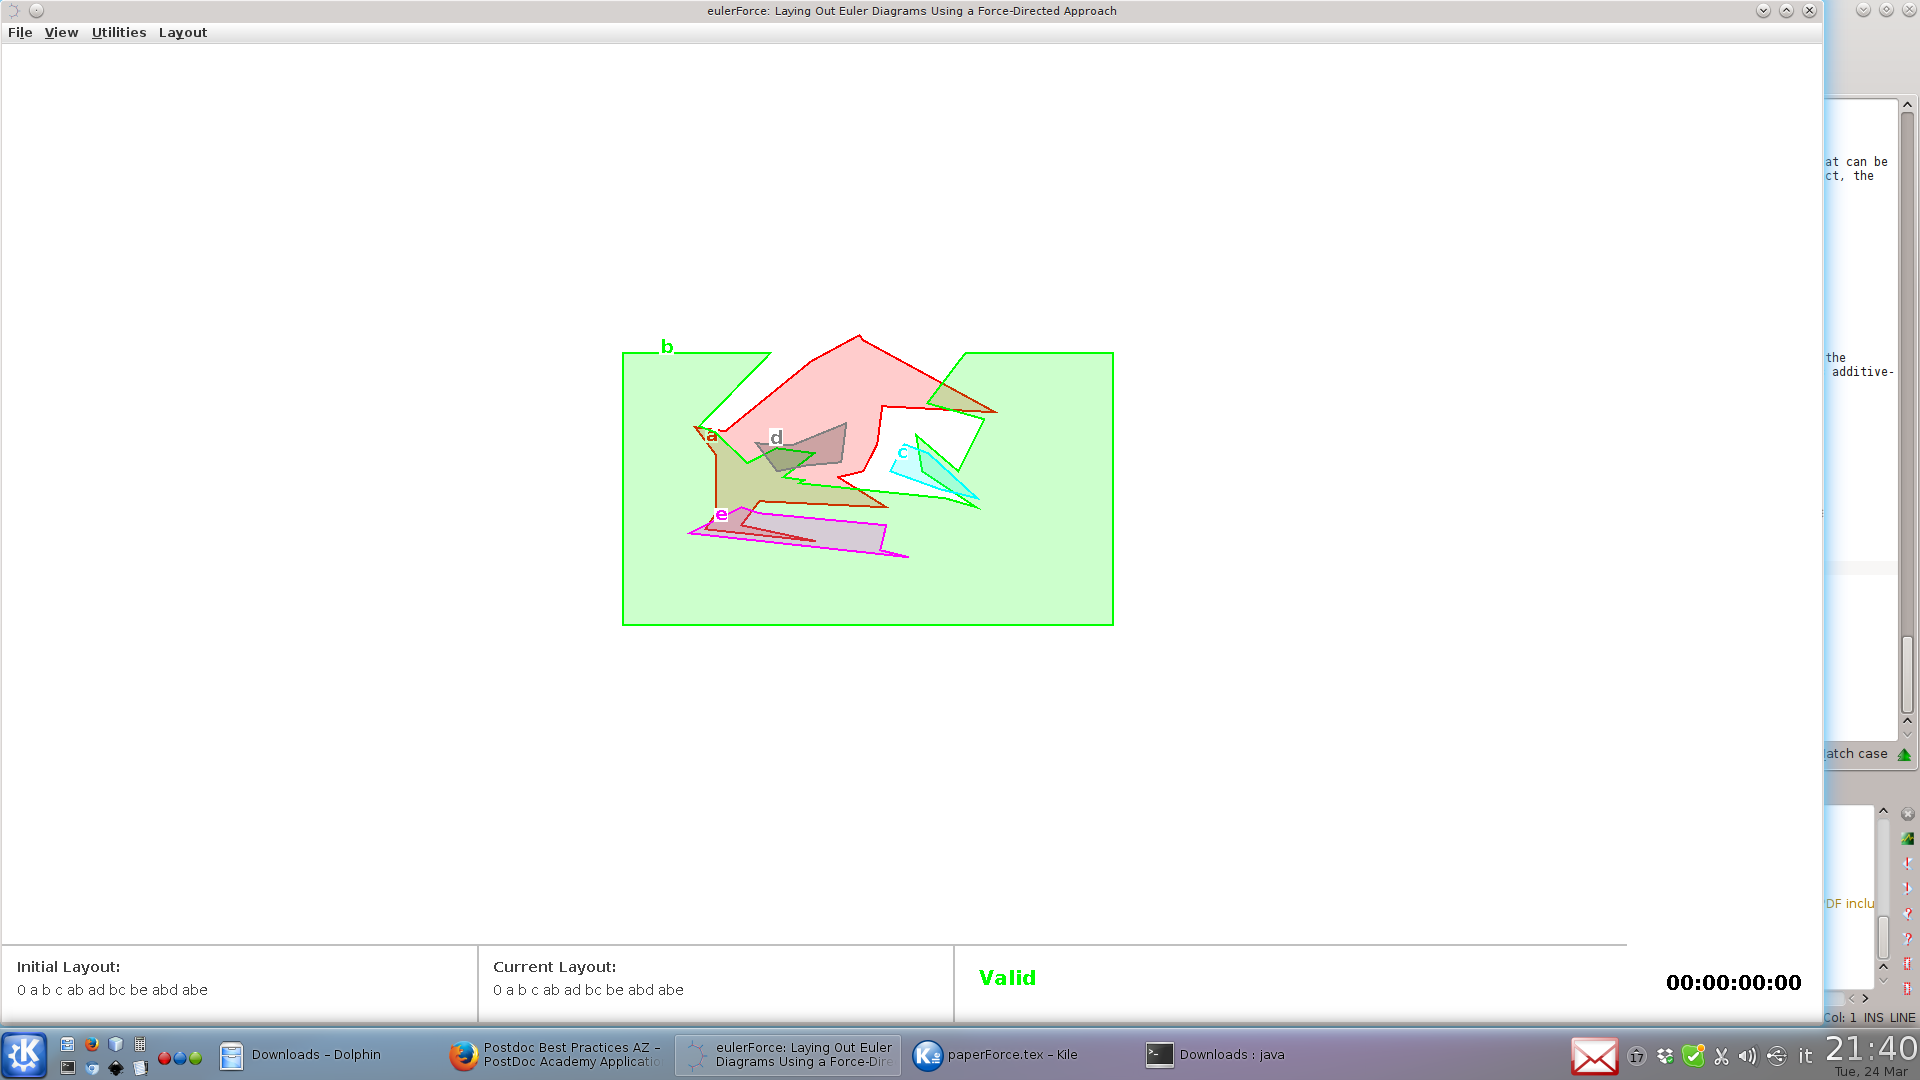 eulerForce: Laying Out Euler Diagrams Using a Force-Directed Approach
File View Utilities Layout
at can be
ct, the
the
additive-
b
a
d
c
e
atch case
DF inclu
Initial Layout:
0 a b c ab ad bc be abd abe
Current Layout:
0 a b c ab ad bc be abd abe
Valid
00:00:00:00
Col: 1 INS LINE
Downloads – Dolphin
Postdoc Best Practices AZ –
PostDoc Academy Applicatio
eulerForce: Laying Out Euler
Diagrams Using a Force-Dire
paperForce.tex – Kile
Downloads : java
17
it
21:40
Tue, 24 Mar